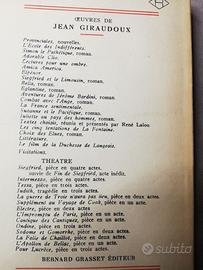 ŒUVRES DE
JEAN GIRAUDOUX
Provinciales, nouvelles.
L'Ecole des Indifférents.
Simon le Pathétique, roman.
Adorable Clio.
Lectures pour une ombre.
Amica America.
Elpénor.
Siegfried et le Limousin, roman.
Bella, roman.
Eglantine, roman.
Aventures de Jérôme Bardini, roman.
Combat avec l'Ange, roman.
La France sentimentale.
Suzanne et le Pacifique, roman.
Juliette au pays des hommes, roman.
Textes choisis, réunis et présentés par René Lalou
Les cinq tentations de La Fontaine.
Choix des Elues, roman.
Littérature.
Le film de La Duchesse de Langeais.
Visitations.
THEATRE
Siegfried, pièce en quatre actes.
suivie de Fin de Siegfried, acte inédit.
Intermezzo, pièce en trois actes.
Tessa, pièce en trois actes.
Judith, pièce en trois actes.
La guerre de Troie n'aura pas lieu, pièce en deux actes.
Supplément au Voyage de Cook, pièce en un acte.
Electre, pièce en deux actes.
L'Impromptu de Paris, pièce en un acte.
Cantique des Cantiques, pièce en un acte.
Ondine, pièce en trois actes.
Sodome et Gomorrhe, pièce en deux actes.
La Folle de Chaillot, pièce en deux actes.
L'Apollon de Bellac, pièce en un acte.
Pour Lucrèce, pièce en trois actes.
BERNARD GRASSET ÉDITEUR
subito